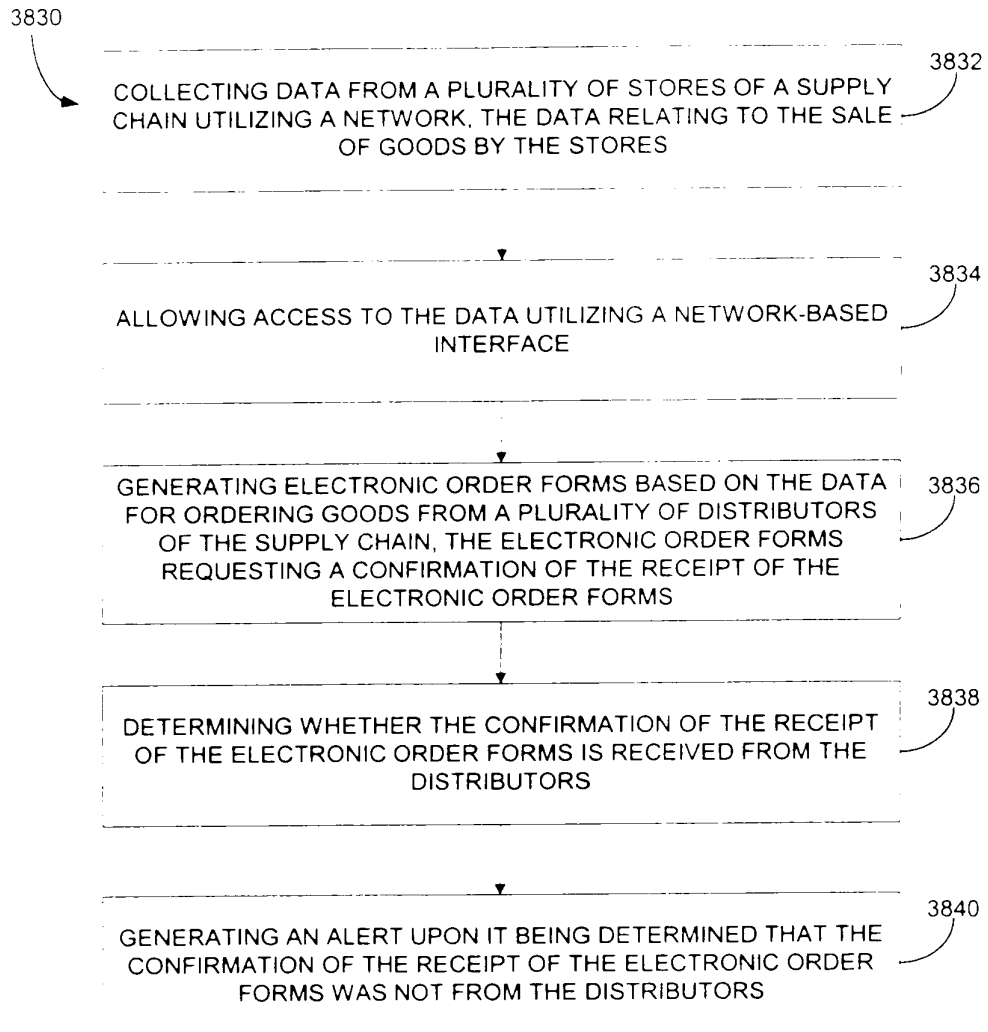 3830
3832
COLLECTING DATA FROM A PLURALITY OF STORES OF A SUPPLY
CHAIN UTILIZING A NETWORK, THE DATA RELATING TO THE SALE
OF GOODS BY THE STORES
3834
ALLOWING ACCESS TO THE DATA UTILIZING A NETWORK-BASED
INTERFACE
3836
GENERATING ELECTRONIC ORDER FORMS BASED ON THE DATA
FOR ORDERING GOODS FROM A PLURALITY OF DISTRIBUTORS
OF THE SUPPLY CHAIN, THE ELECTRONIC ORDER FORMS
REQUESTING A CONFIRMATION OF THE RECEIPT OF THE
ELECTRONIC ORDER FORMS
3838
DETERMINING WHETHER THE CONFIRMATION OF THE RECEIPT
OF THE ELECTRONIC ORDER FORMS IS RECEIVED FROM THE
DISTRIBUTORS
3840
GENERATING AN ALERT UPON IT BEING DETERMINED THAT THE
CONFIRMATION OF THE RECEIPT OF THE ELECTRONIC ORDER
FORMS WAS NOT FROM THE DISTRIBUTORS